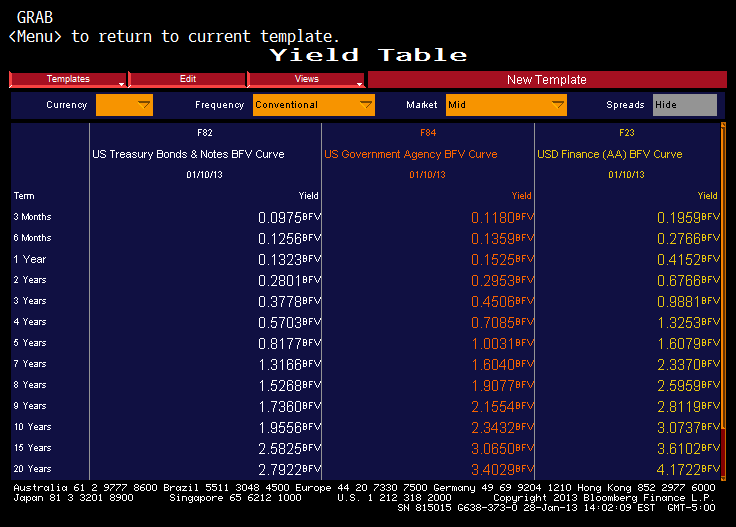 GRAB
<Menu> to return to current template.
Yield Table
Templates Edit Views New Template
Currency Frequency Conventional Market Mid Spreads Hide
F82 F84 F23
US Treasury Bonds & Notes BFV Curve US Government Agency BFV Curve USD Finance (AA) BFV Curve
01/10/13 01/10/13 01/10/13
Term Yield Yield Yield
3 Months 0.0975BFV 0.1180BFV 0.1959BFV
6 Months 0.1256BFV 0.1359BFV 0.2766BFV
1 Year 0.1323BFV 0.1525BFV 0.4152BFV
2 Years 0.2801BFV 0.2953BFV 0.6766BFV
3 Years 0.3778BFV 0.4506BFV 0.9881BFV
4 Years 0.5703BFV 0.7085BFV 1.3253BFV
5 Years 0.8177BFV 1.0031BFV 1.6079BFV
7 Years 1.3166BFV 1.6040BFV 2.3370BFV
8 Years 1.5268BFV 1.9077BFV 2.5959BFV
9 Years 1.7360BFV 2.1554BFV 2.8119BFV
10 Years 1.9556BFV 2.3432BFV 3.0737BFV
15 Years 2.5825BFV 3.0650BFV 3.6102BFV
20 Years 2.7922BFV 3.4029BFV 4.1722BFV
Australia 61 2 9777 8600 Brazil 5511 3048 4500 Europe 44 20 7330 7500 Germany 49 69 9204 1210 Hong Kong 852 2977 6000
Japan 81 3 3201 8900 Singapore 65 6212 1000 U.S. 1 212 318 2000 Copyright 2013 Bloomberg Finance L.P.
SN 815015 G638-373-0 28-Jan-13 14:02:09 EST GMT-5:00